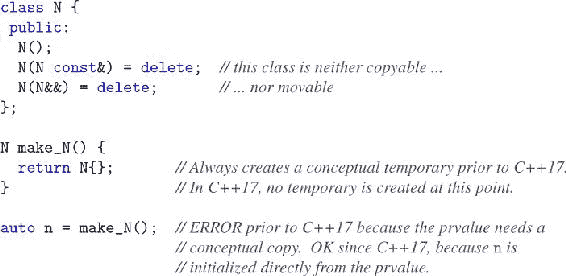 class N {
public:
N();
N(N const&) = delete; // this class is neither copyable ...
N(N&&) = delete; // ... nor movable
};
N make_N() {
return N{}; // Always creates a conceptual temporary prior to C++17.
} // In C++17, no temporary is created at this point.
auto n = make_N(); // ERROR prior to C++17 because the prvalue needs a
// conceptual copy. OK since C++17, because n is
// initialized directly from the prvalue.